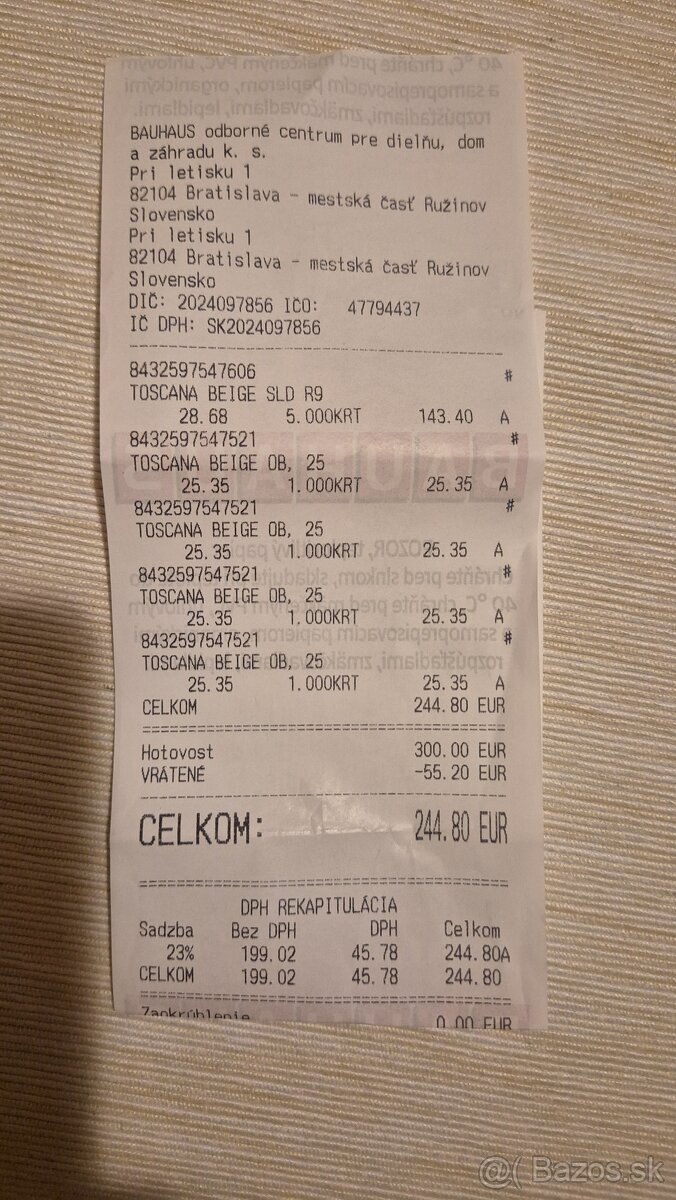 BAUHAUS odborné centrum pre dielňu, dom
a záhradu k. s.
Pri letisku 1
82104 Bratislava - mestská časť Ružinov
Slovensko
Pri letisku 1
82104 Bratislava - mestská časť Ružinov
Slovensko
DIČ: 2024097856 IČO: 47794437
IČ DPH: SK2024097856
8432597547606 #
TOSCANA BEIGE SLD R9
28.68 5.000KRT 143.40 A
8432597547521 #
TOSCANA BEIGE OB, 25
25.35 1.000KRT 25.35 A
8432597547521 #
TOSCANA BEIGE OB, 25
25.35 1.000KRT 25.35 A
8432597547521 #
TOSCANA BEIGE OB, 25
25.35 1.000KRT 25.35 A
8432597547521 #
TOSCANA BEIGE OB, 25
25.35 1.000KRT 25.35 A
CELKOM 244.80 EUR
Hotovost 300.00 EUR
VRÁTENÉ -55.20 EUR
CELKOM: 244.80 EUR
DPH REKAPITULÁCIA
Sadzba Bez DPH DPH Celkom
23% 199.02 45.78 244.80A
CELKOM 199.02 45.78 244.80
Zaokrúhlenie 0.00 EUR
@( Bazos.sk